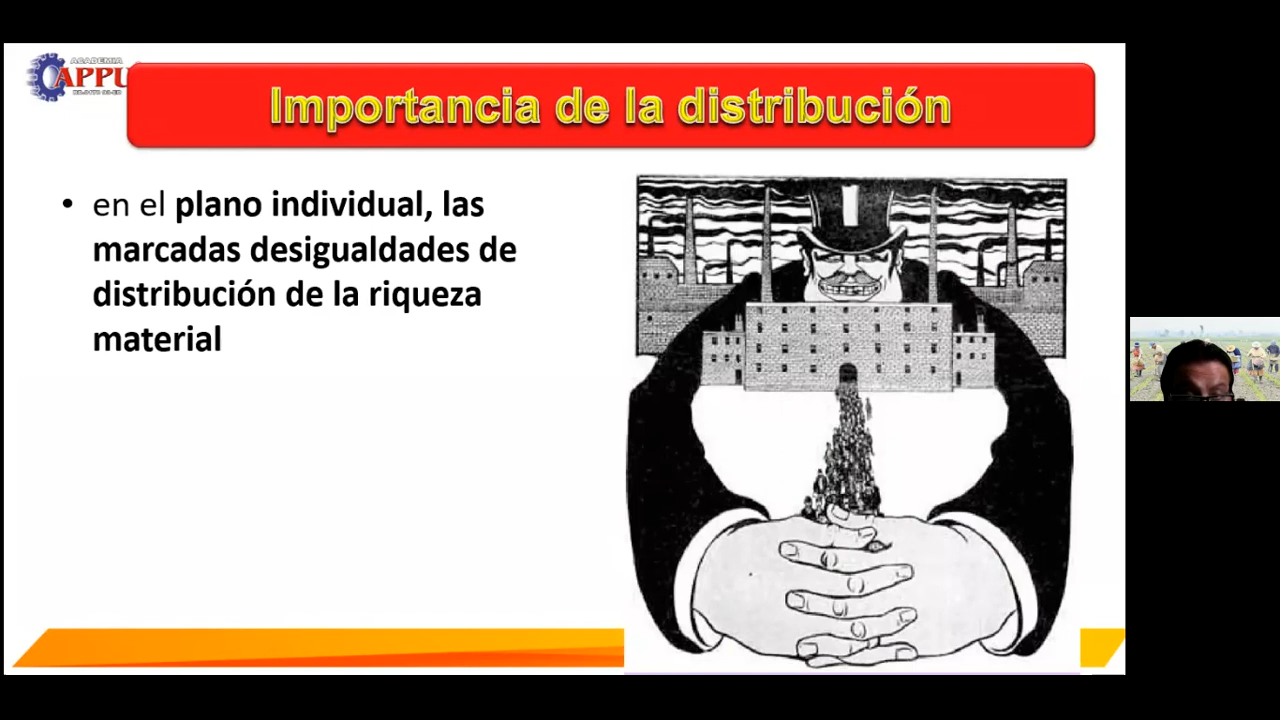 ACADEMIA
APPU
Importancia de la distribución
• en el plano individual, las
marcadas desigualdades de
distribución de la riqueza
material